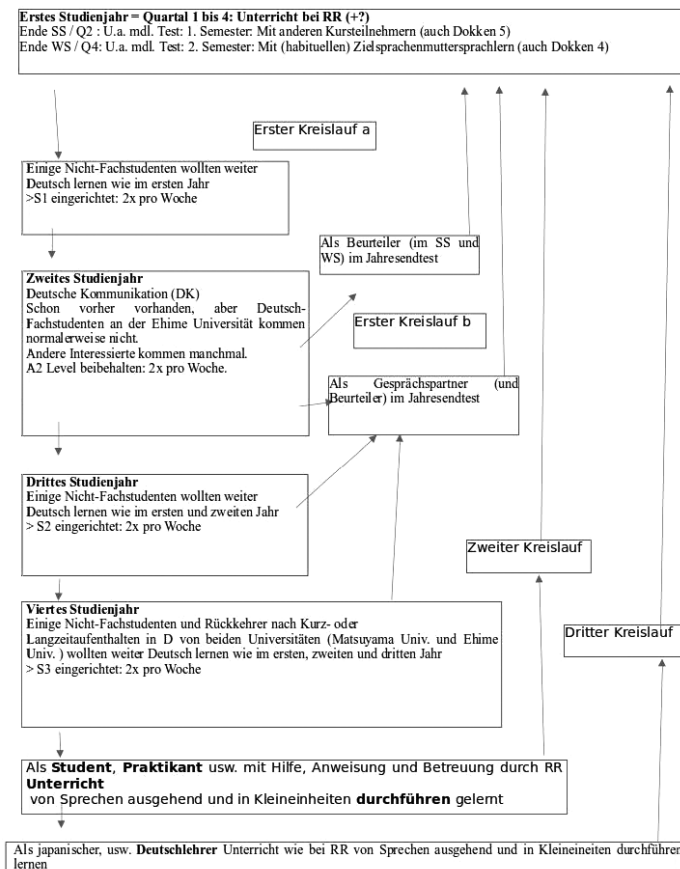 Erstes Studienjahr = Quartal 1 bis 4: Unterricht bei RR (+?)
Ende SS / Q2 : U.a. mdl. Test: 1. Semester: Mit anderen Kursteilnehmern (auch Dokken 5)
Ende WS / Q4: U.a. mdl. Test: 2. Semester: Mit (habituellen) Zielsprachenmuttersprachlern (auch Dokken 4)
Erster Kreislauf a
Einige Nicht-Fachstudenten wollten weiter
Deutsch lernen wie im ersten Jahr
>S1 eingerichtet: 2x pro Woche
Als Beurteiler (im SS und
WS) im Jahresendtest
Zweites Studienjahr
Deutsche Kommunikation (DK)
Schon vorher vorhanden, aber Deutsch-
Fachstudenten an der Ehime Universität kommen
normalerweise nicht.
Andere Interessierte kommen manchmal.
A2 Level beibehalten: 2x pro Woche.
Erster Kreislauf b
Als Gesprächspartner (und
Beurteiler) im Jahresendtest
Drittes Studienjahr
Einige Nicht-Fachstudenten wollten weiter
Deutsch lernen wie im ersten und zweiten Jahr
> S2 eingerichtet: 2x pro Woche
Zweiter Kreislauf
Viertes Studienjahr
Einige Nicht-Fachstudenten und Rückkehrer nach Kurz- oder
Langzeitaufenthalten in D von beiden Universitäten (Matsuyama Univ. und Ehime
Univ. ) wollten weiter Deutsch lernen wie im ersten, zweiten und dritten Jahr
> S3 eingerichtet: 2x pro Woche
Dritter Kreislauf
Als Student, Praktikant usw. mit Hilfe, Anweisung und Betreuung durch RR
Unterricht
von Sprechen ausgehend und in Kleineinheiten durchführen gelernt
Als japanischer, usw. Deutschlehrer Unterricht wie bei RR von Sprechen ausgehend und in Kleineineiten durchführen
lernen